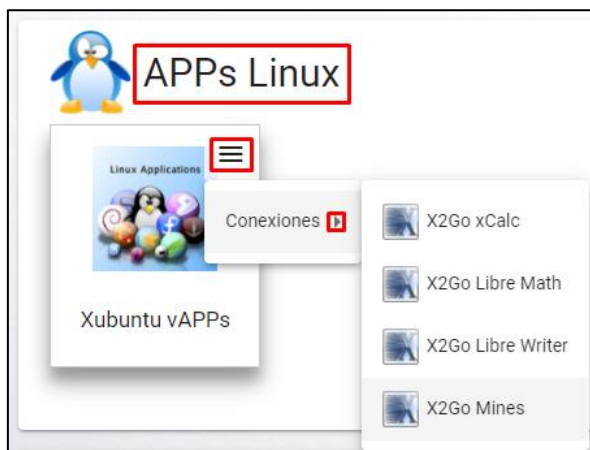 APPs Linux
Linux Applications
Conexiones
X2Go xCalc
X2Go Libre Math
X2Go Libre Writer
X2Go Mines
Xubuntu vAPPs